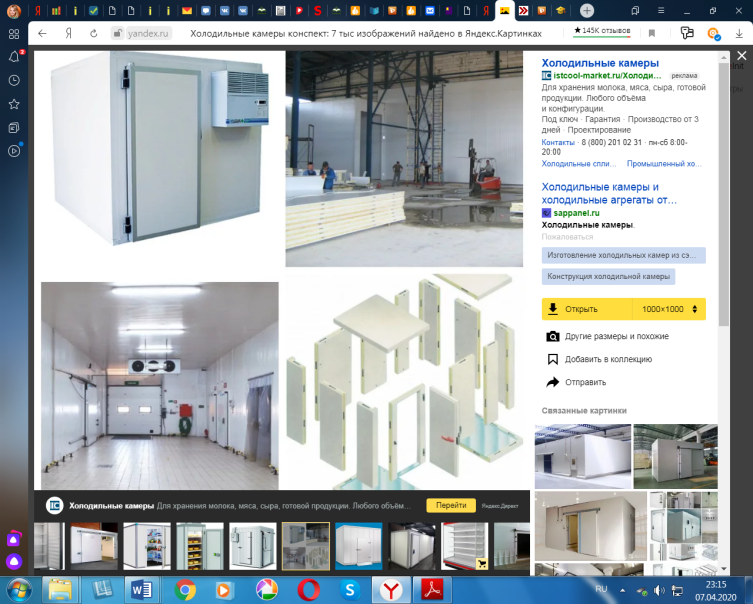 yandex.ru
Холодильные камеры конспект: 7 тыс изображений найдено в Яндекс.Картинках
★ 145K отзывов
Холодильные камеры
istcool-market.ru/Холоди... реклама
Для хранения молока, мяса, сыра, готовой
продукции. Любого объёма
и конфигурации.
Под ключ · Гарантия · Производство от 3
дней · Проектирование
Контакты · 8 (800) 201 02 31 · пн-сб 8:00-
20:00
Холодильные спли... Промышленный хо...
Холодильные камеры и
холодильные агрегаты от...
sappanel.ru
Холодильные камеры.
Пожаловаться
Изготовление холодильных камер из сэ...
Конструкция холодильной камеры
Открыть 1000×1000
Другие размеры и похожие
Добавить в коллекцию
Отправить
Связанные картинки
Холодильные камеры Для хранения молока, мяса, сыра, готовой продукции. Любого объём...
Перейти
Яндекс.Директ
RU
23:15
07.04.2020